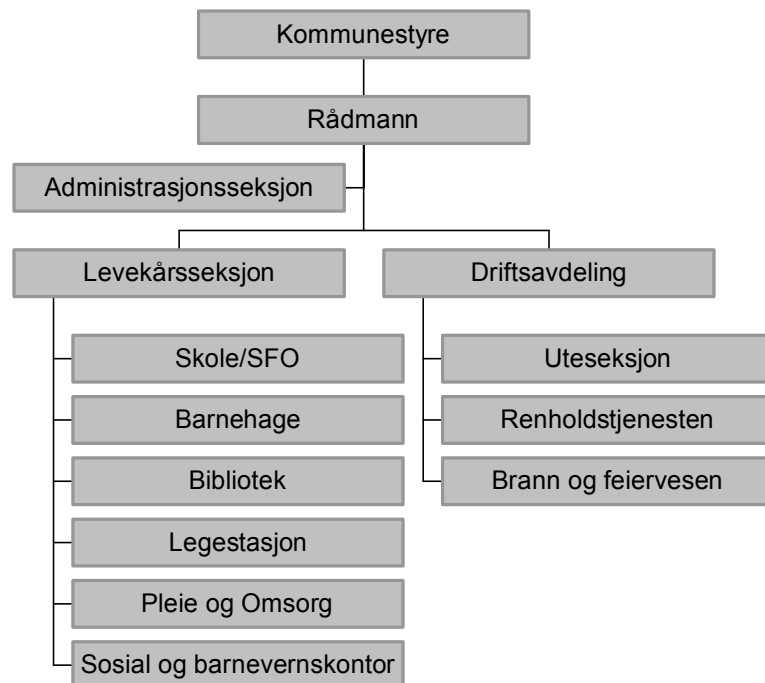 Kommunestyre
Rådmann
Administrasjonsseksjon
Levekårsseksjon
Driftsavdeling
Skole/SFO
Barnehage
Bibliotek
Legestasjon
Pleie og Omsorg
Sosial og barnevernskontor
Uteseksjon
Renholdstjenesten
Brann og feiervesen